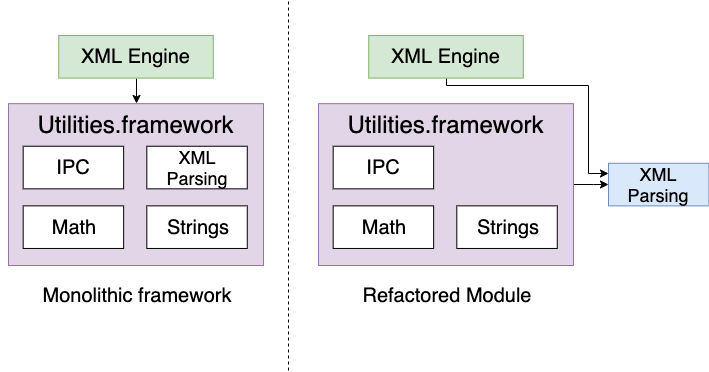 XML Engine
Utilities.framework
IPC
XML
Parsing
Math
Strings
Monolithic framework
XML Engine
Utilities.framework
IPC
Math
Strings
XML
Parsing
Refactored Module